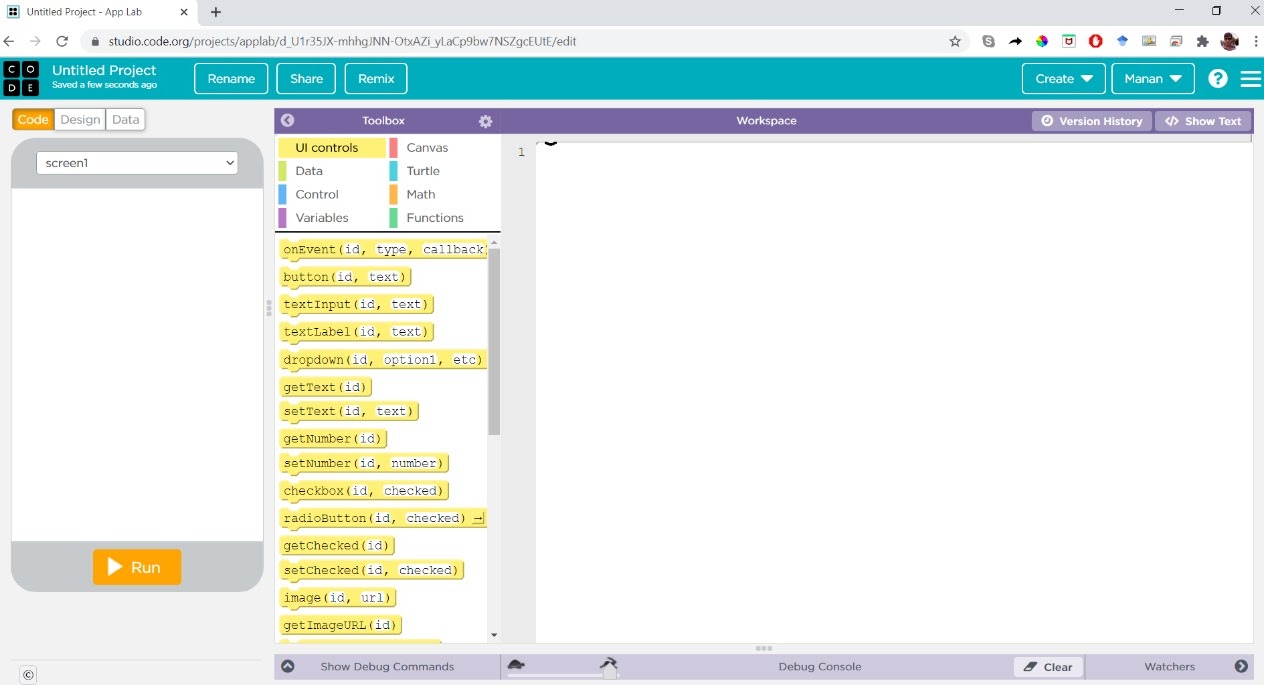 Untitled Project - App Lab
studio.code.org/projects/applab/d_U1r35JX-mhhgJNN-OtxAZi_yLaCp9bw7NSZgcEUtE/edit
C O D E
Untitled Project
Saved a few seconds ago
Rename
Share
Remix
Create
Manan
?
Code
Design
Data
Toolbox
Workspace
Version History
</> Show Text
screen1
UI controls
Canvas
Data
Turtle
Control
Math
Variables
Functions
1
onEvent(id, type, callback)
button(id, text)
textInput(id, text)
textLabel(id, text)
dropdown(id, option1, etc)
getText(id)
setText(id, text)
getNumber(id)
setNumber(id, number)
checkbox(id, checked)
radioButton(id, checked) →
getChecked(id)
setChecked(id, checked)
image(id, url)
getImageURL(id)
Run
©
Show Debug Commands
Debug Console
Clear
Watchers